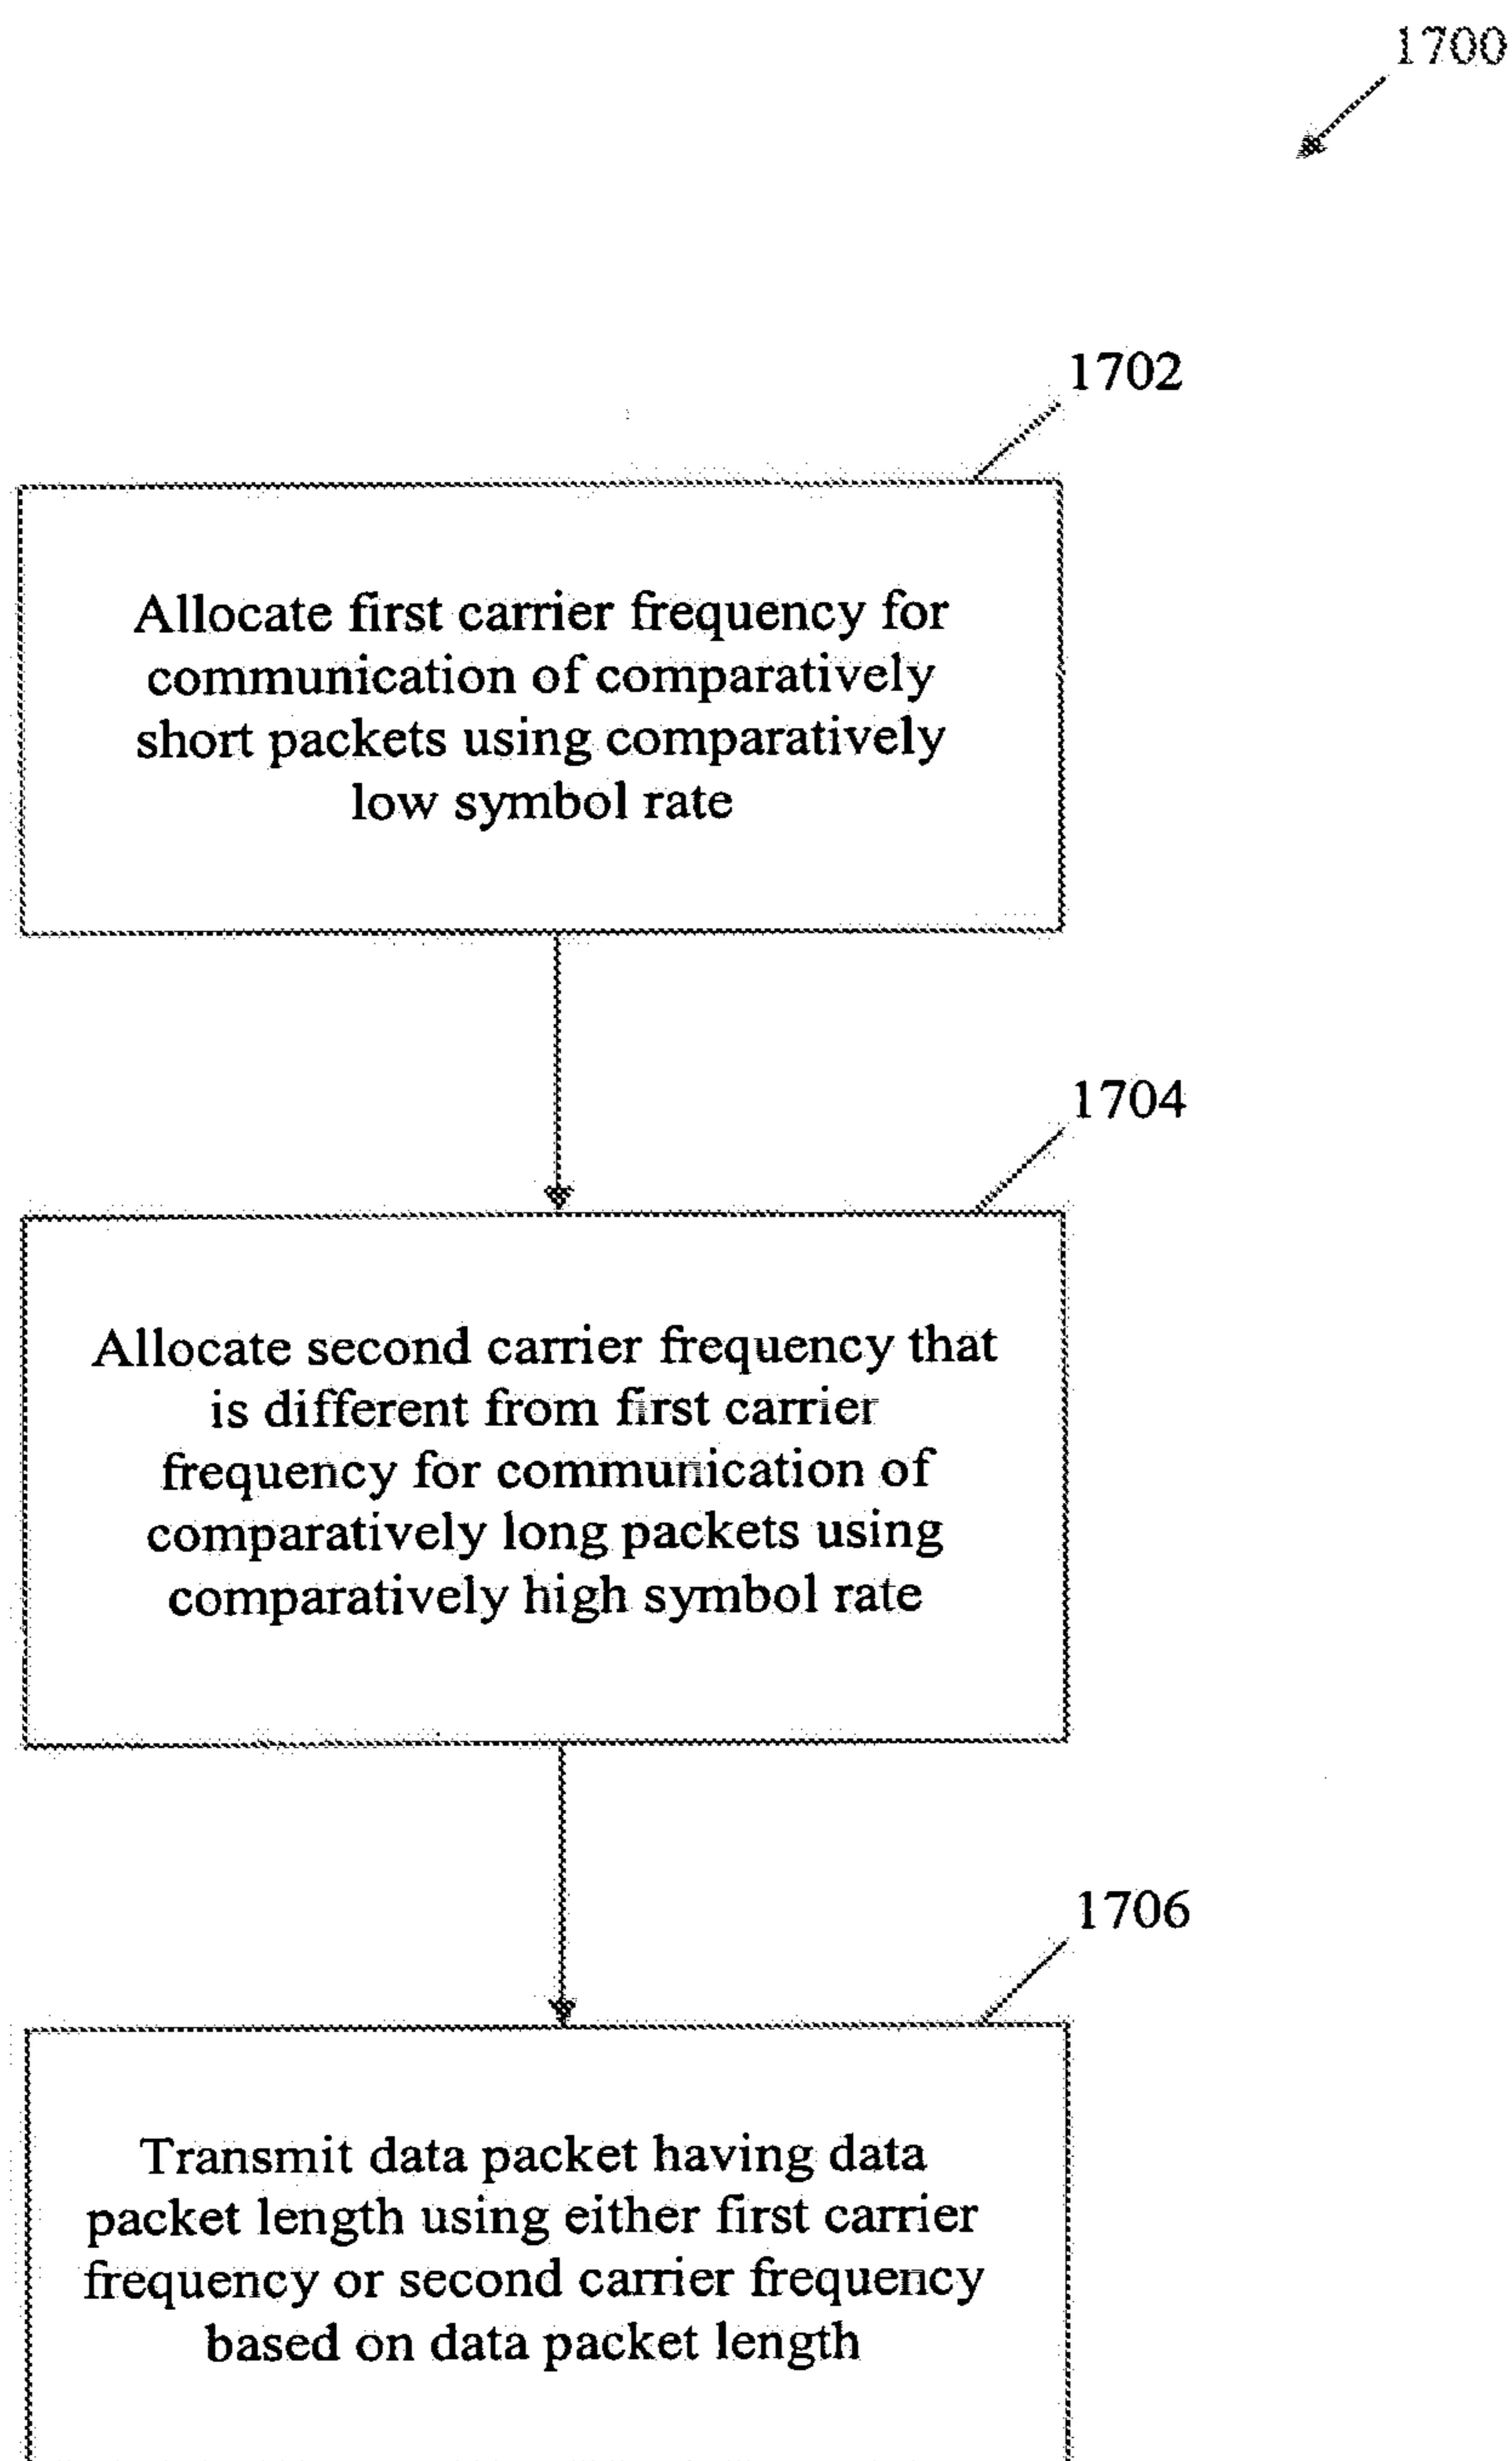 1700
1702
Allocate first carrier frequency for
communication of comparatively
short packets using comparatively
low symbol rate
1704
Allocate second carrier frequency that
is different from first carrier
frequency for communication of
comparatively long packets using
comparatively high symbol rate
1706
Transmit data packet having data
packet length using either first carrier
frequency or second carrier frequency
based on data packet length